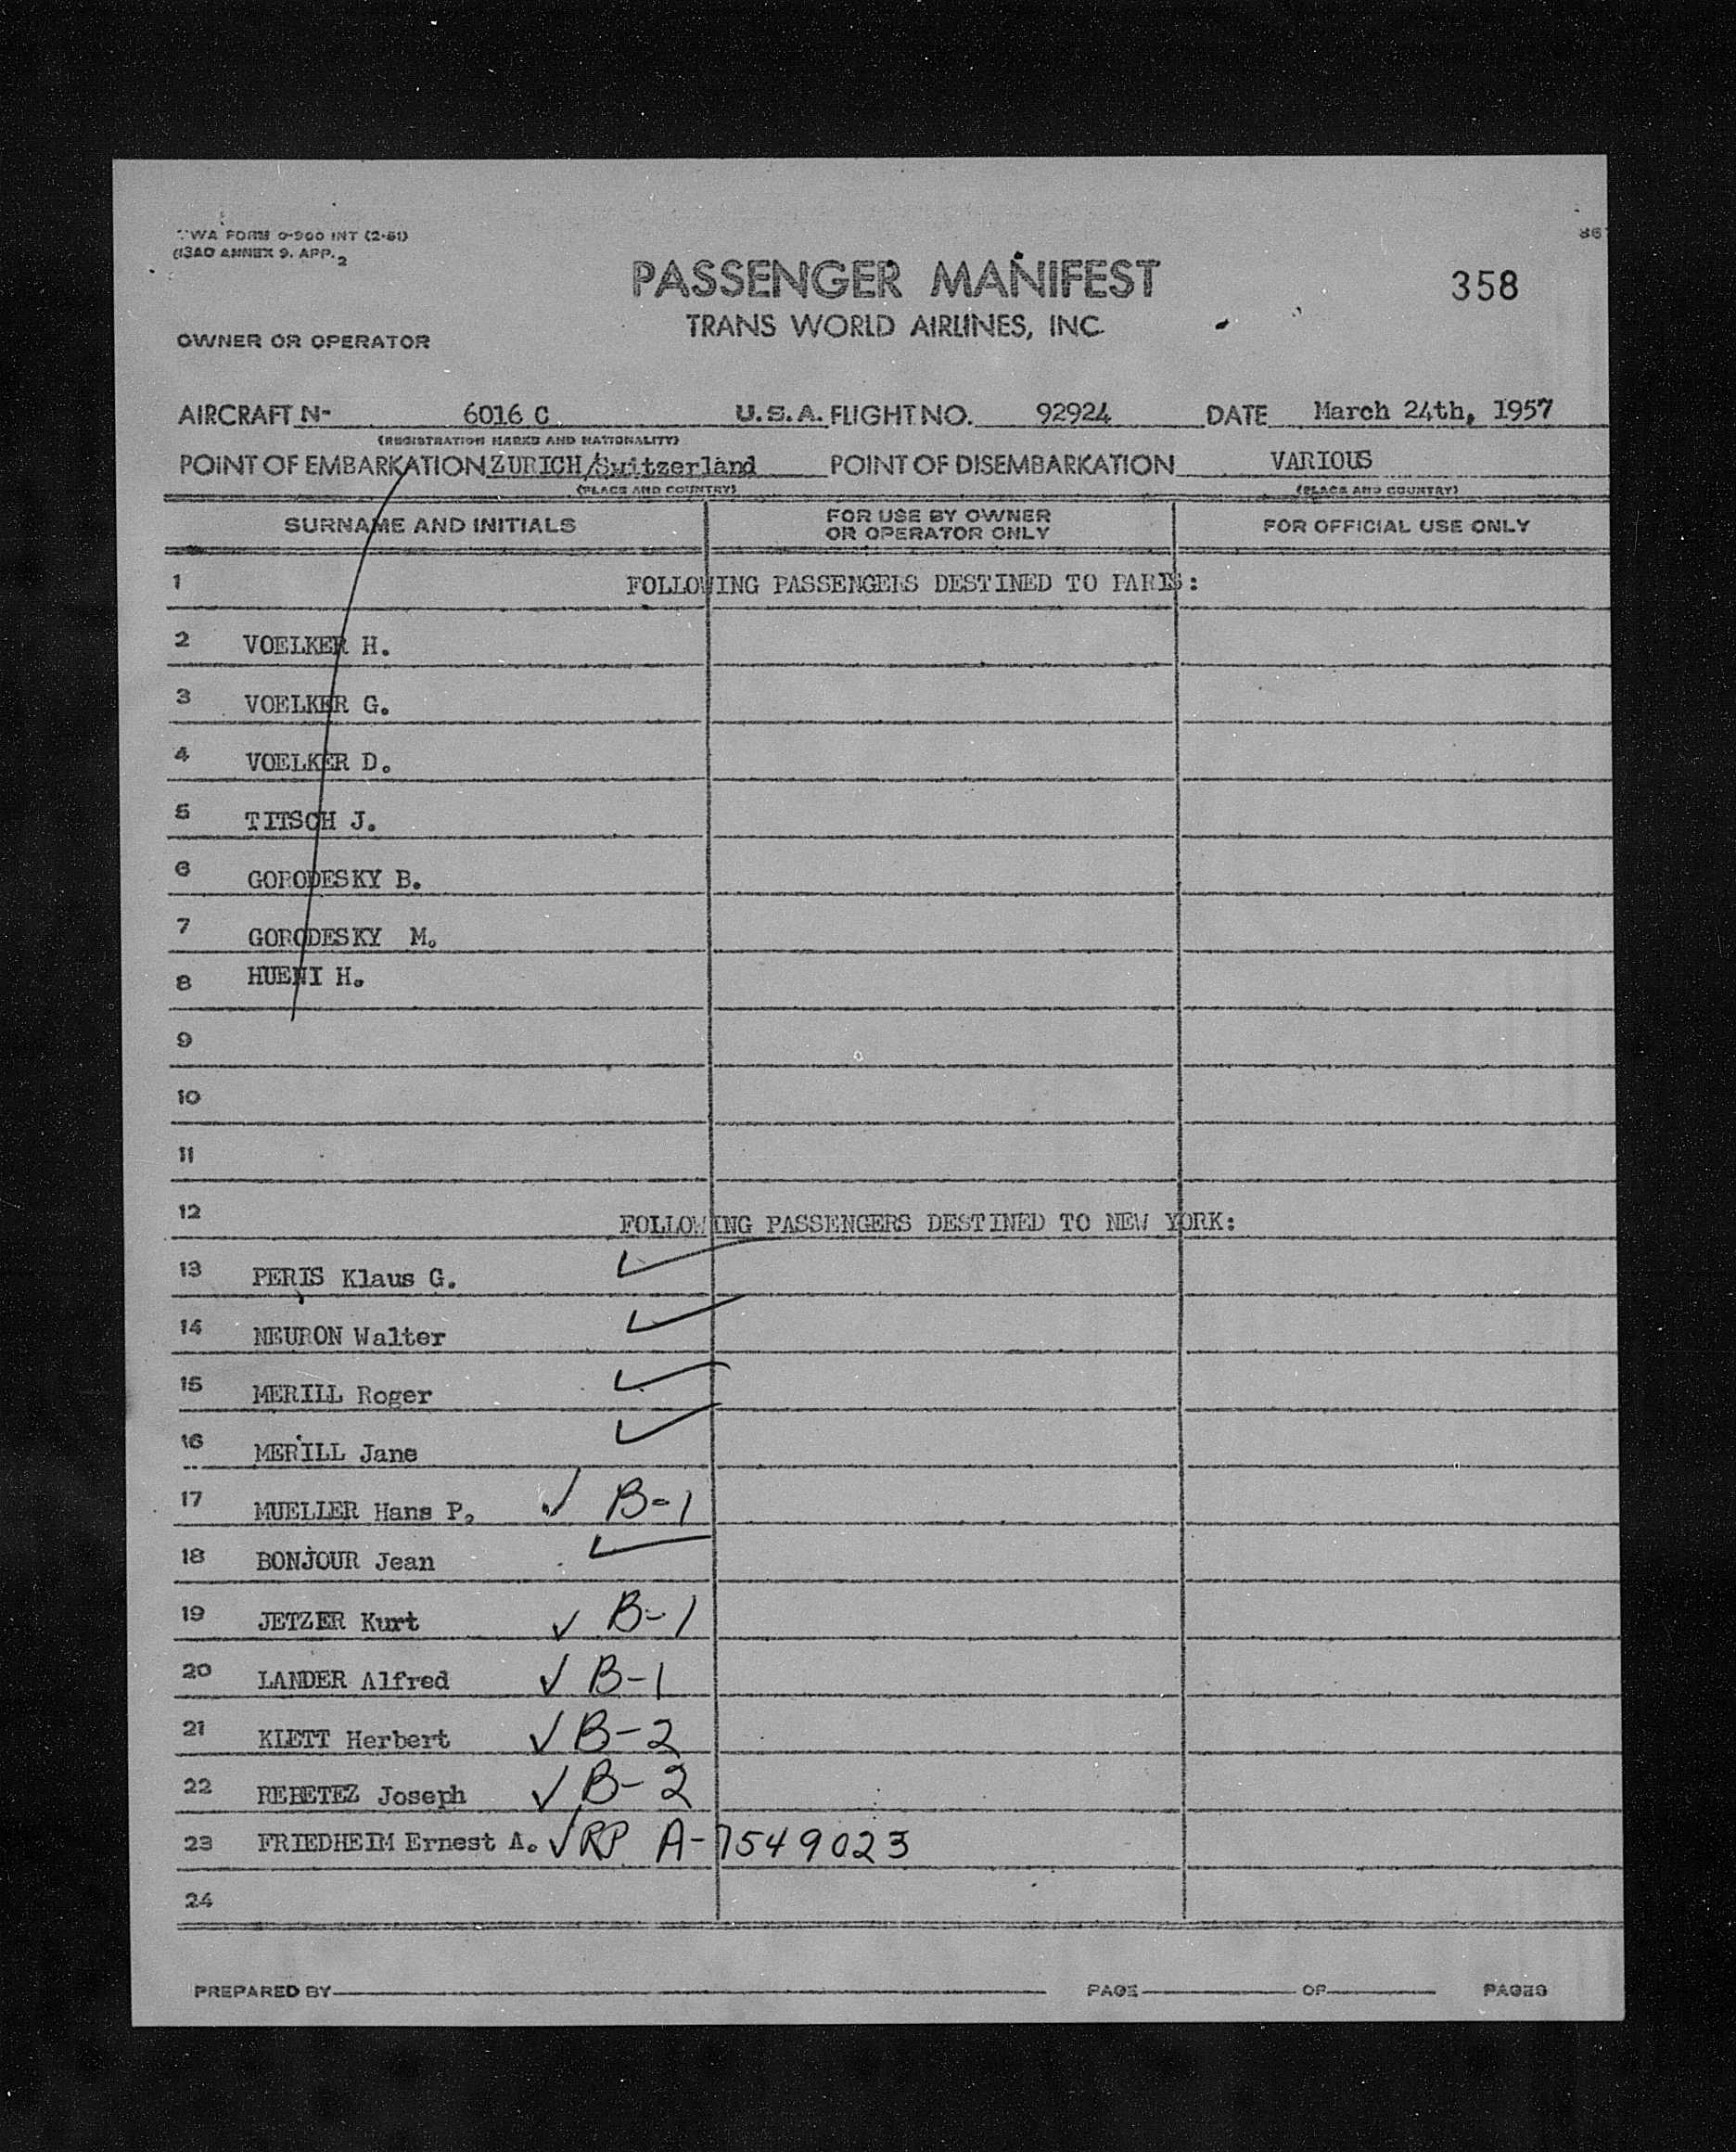 TWA FORM O-900 INT (2-51)
ANNEX 9. APP. 2
PASSENGER MANIFEST
358
TRANS WORLD AIRLINES, INC.
OWNER OR OPERATOR
AIRCRAFT N- 6016 C U.S.A. FLIGHT NO. 92924 DATE March 24th, 1957
(REGISTRATION MARKS AND NATIONALITY)
POINT OF EMBARKATION ZURICH/Switzerland POINT OF DISEMBARKATION VARIOUS
(PLACE AND COUNTRY) (PLACE AND COUNTRY)
SURNAME AND INITIALS FOR USE BY OWNER OR OPERATOR ONLY FOR OFFICIAL USE ONLY
1 FOLLOWING PASSENGERS DESTINED TO PARIS:
2 VOELKER H.
3 VOELKER G.
4 VOELKER D.
5 TITSCH J.
6 GORODESKY B.
7 GORODESKY M.
8 HUENI H.
9
10
11
12 FOLLOWING PASSENGERS DESTINED TO NEW YORK:
13 PERIS Klaus G. ✓
14 NEURON Walter ✓
15 MERILL Roger ✓
16 MERILL Jane ✓
17 MUELLER Hans P. ✓ B-1
18 BONJOUR Jean ✓
19 JETZER Kurt ✓ B-1
20 LANDER Alfred ✓ B-1
21 KLETT Herbert ✓ B-2
22 REBETEZ Joseph ✓ B-2
23 FRIEDHEIM Ernest A. ✓ RP A-7549023
24
PREPARED BY PAGE OF PAGES